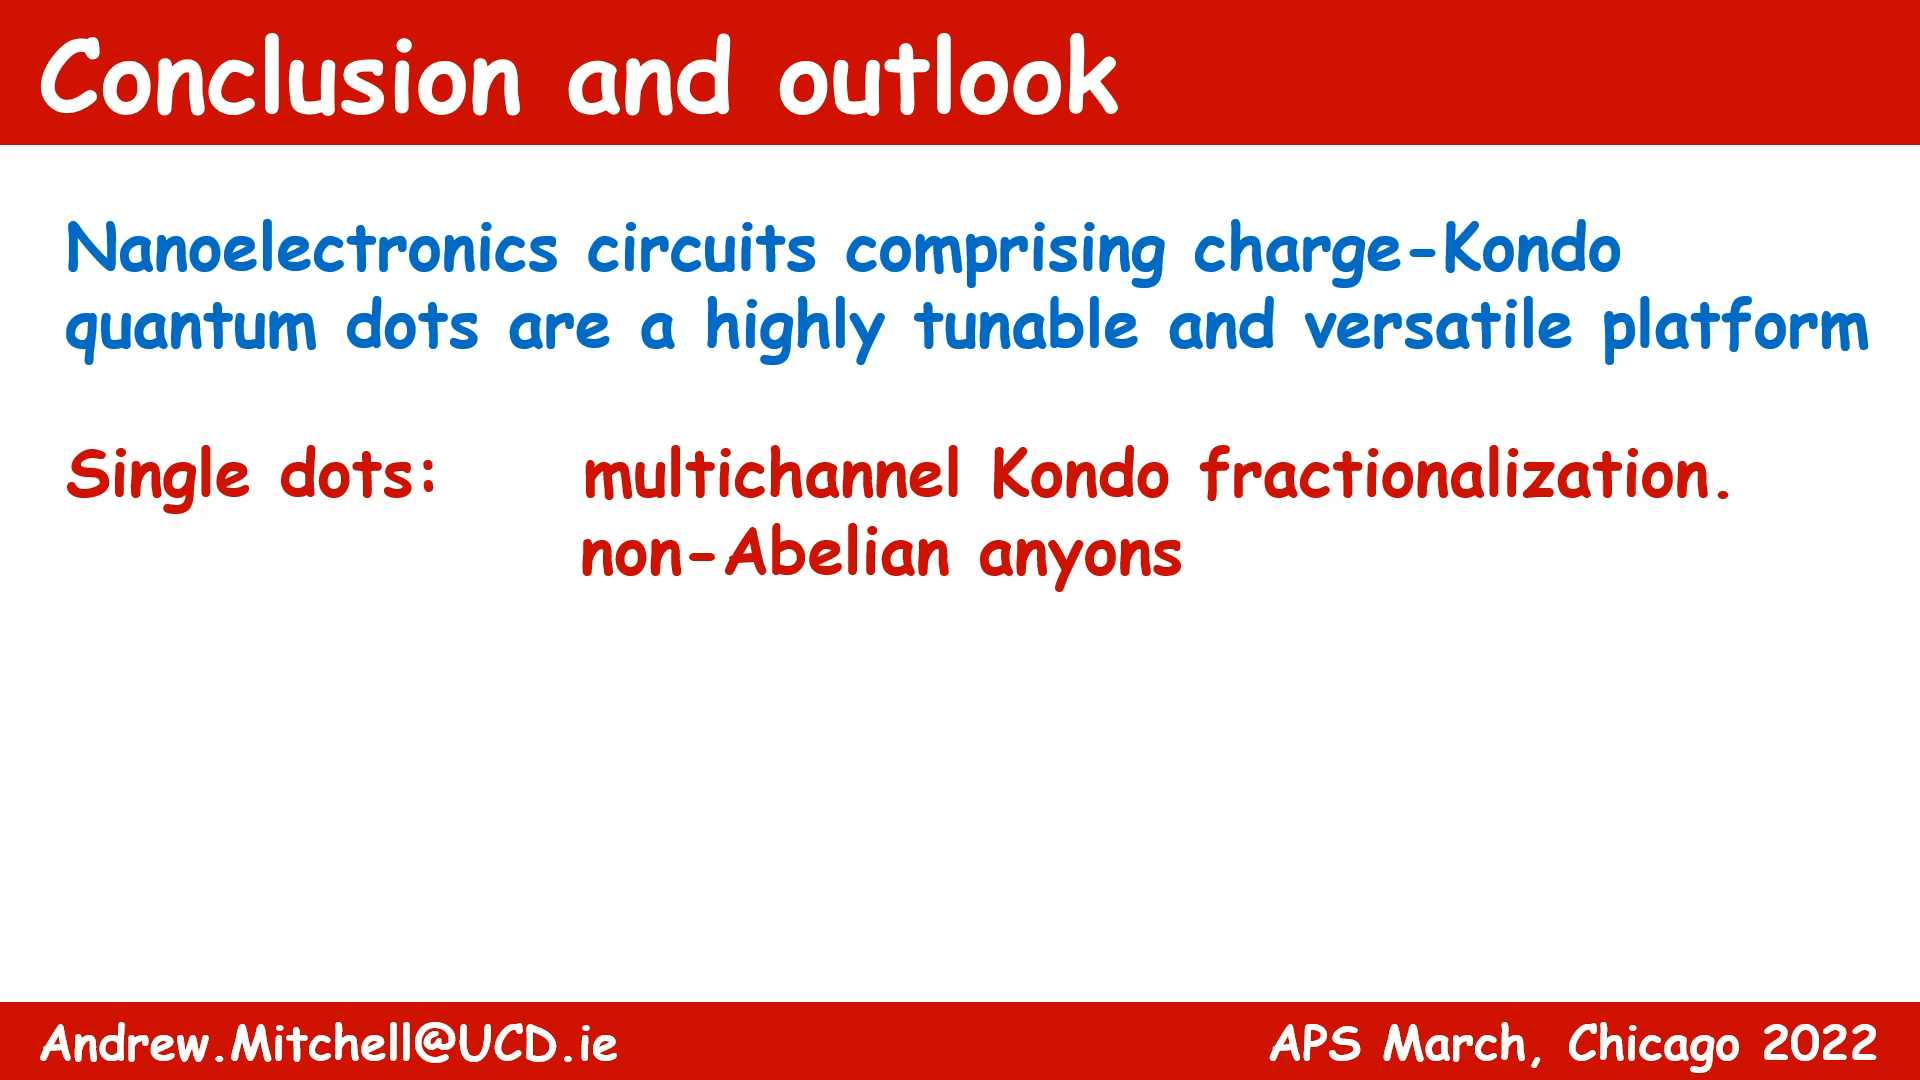 Conclusion and outlook
Nanoelectronics circuits comprising charge-Kondo
quantum dots are a highly tunable and versatile platform
Single dots: multichannel Kondo fractionalization.
non-Abelian anyons
Andrew.Mitchell@UCD.ie APS March, Chicago 2022